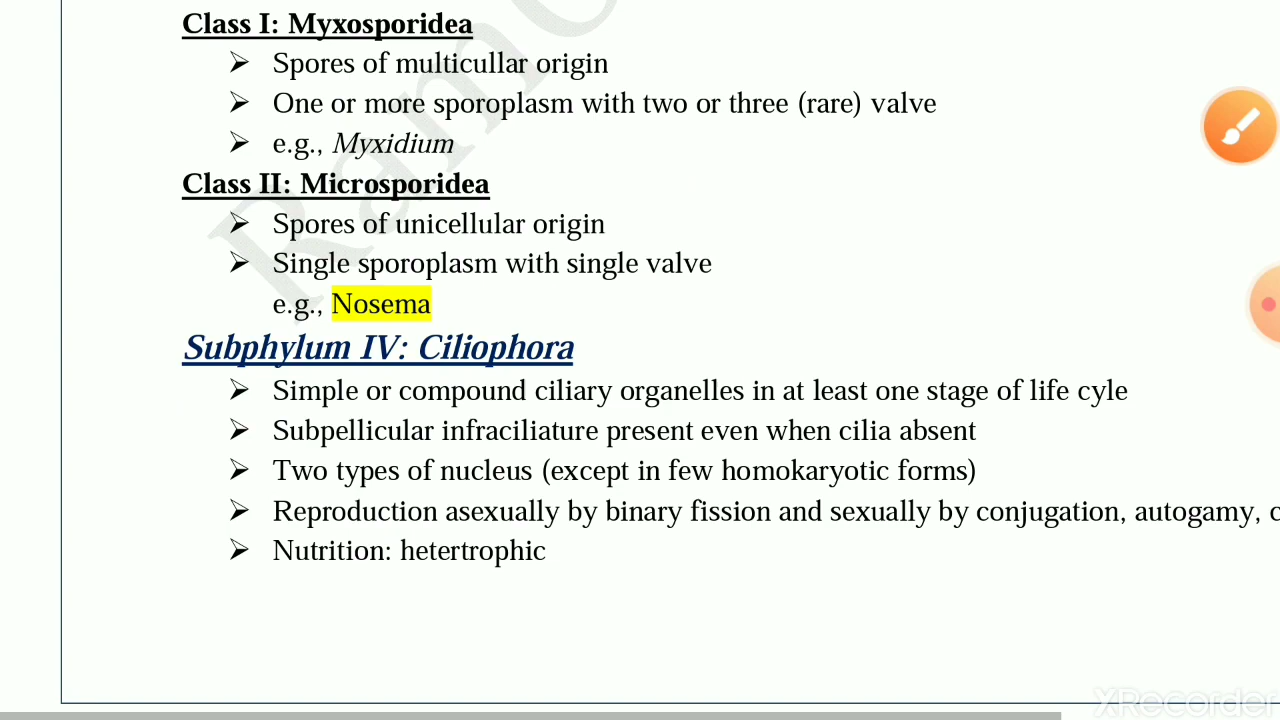 Class I: Myxosporidea
➢ Spores of multicullar origin
➢ One or more sporoplasm with two or three (rare) valve
➢ e.g., Myxidium
Class II: Microsporidea
➢ Spores of unicellular origin
➢ Single sporoplasm with single valve
e.g., Nosema
Subphylum IV: Ciliophora
➢ Simple or compound ciliary organelles in at least one stage of life cyle
➢ Subpellicular infraciliature present even when cilia absent
➢ Two types of nucleus (except in few homokaryotic forms)
➢ Reproduction asexually by binary fission and sexually by conjugation, autogamy,
➢ Nutrition: hetertrophic
XRecorder